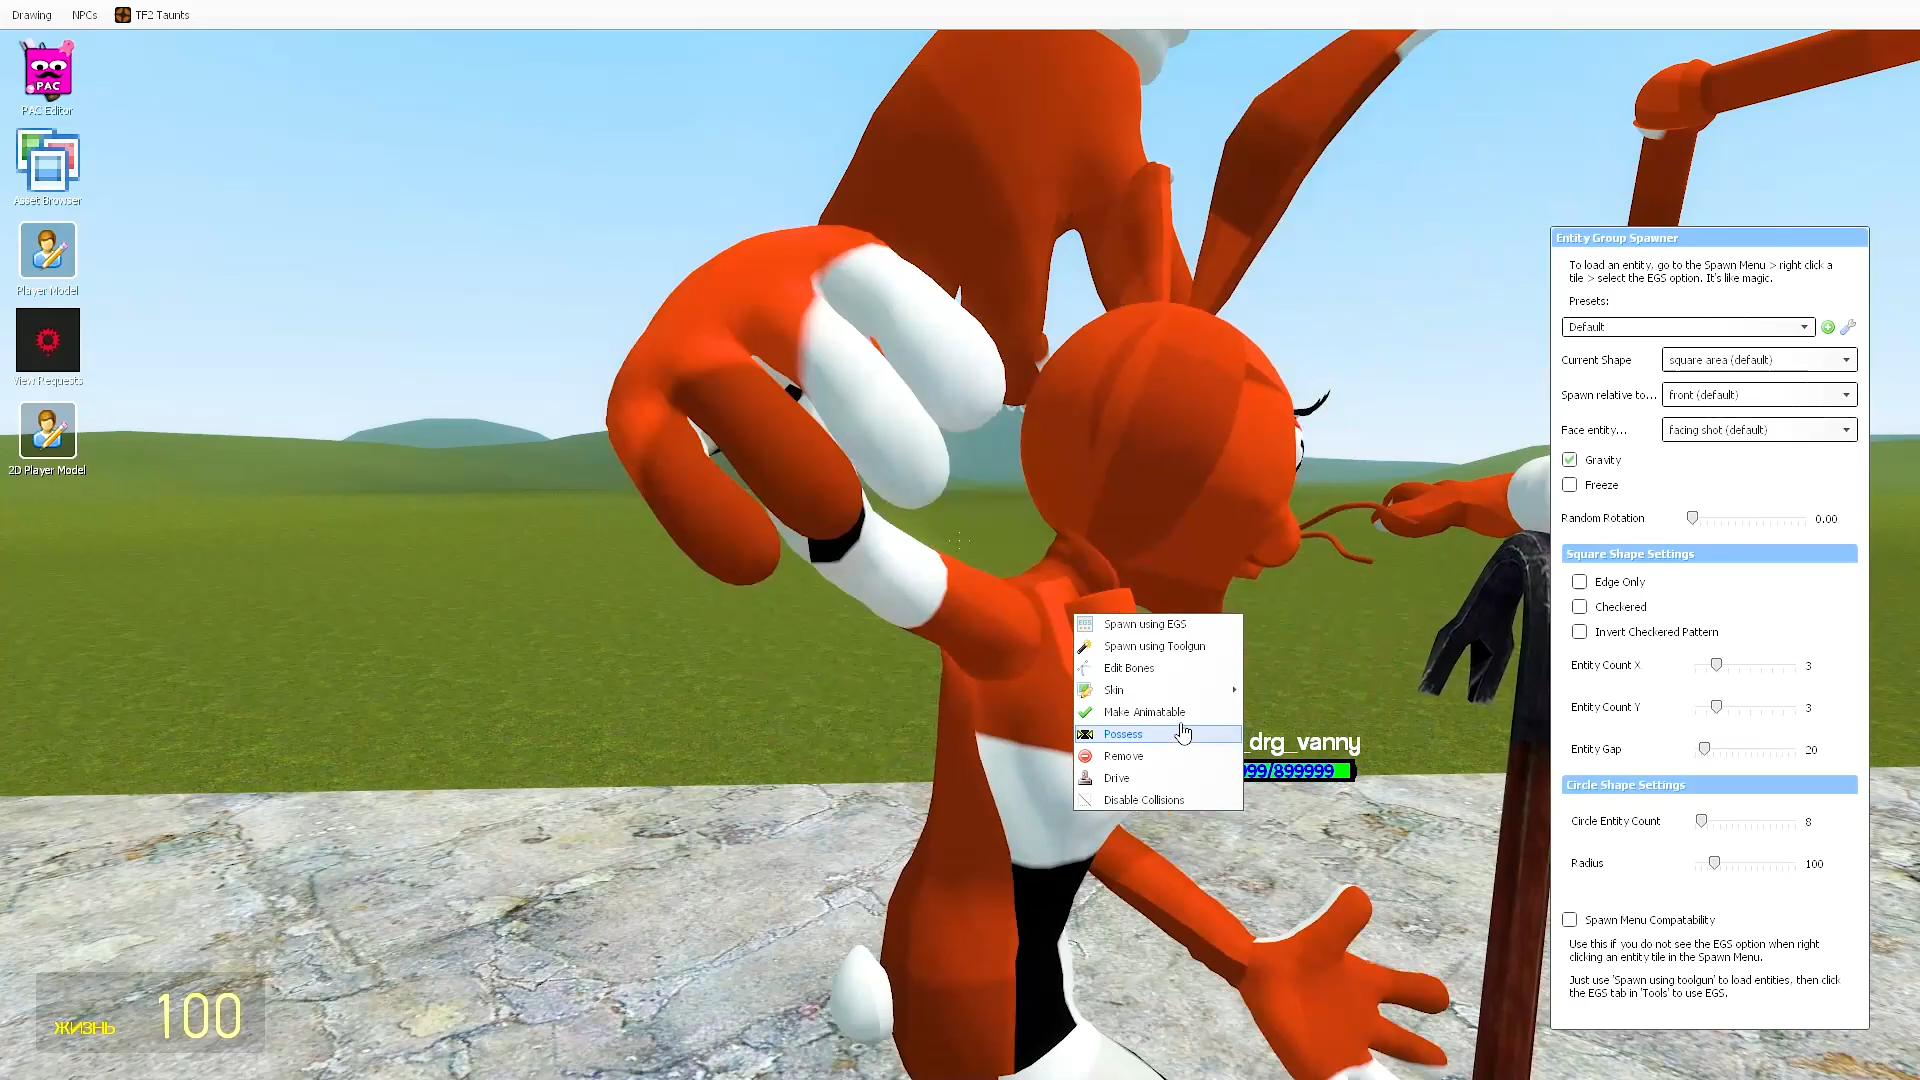 Drawing NPCs TF2 Taunts
PAC
PAC Editor
Asset Browser
Player Model
View Requests
2D Player Model
Entity Group Spawner
To load an entity, go to the Spawn Menu > right click a
tile > select the EGS option. It's like magic.
Presets:
Default
Current Shape square area (default)
Spawn relative to... front (default)
Face entity... facing shot (default)
Gravity
Freeze
Random Rotation 0.00
Square Shape Settings
Edge Only
Checkered
Invert Checkered Pattern
Entity Count X 3
Entity Count Y 3
Entity Gap 20
Circle Shape Settings
Circle Entity Count 8
Radius 100
Spawn Menu Compatability
Use this if you do not see the EGS option when right
clicking an entity tile in the Spawn Menu.
Just use 'Spawn using toolgun' to load entities, then click
the EGS tab in 'Tools' to use EGS.
EGS Spawn using EGS
Spawn using Toolgun
Edit Bones
Skin
Make Animatable
Possess
Remove
Drive
Disable Collisions
_drg_vanny
99/899999
ЖИЗНЬ 100